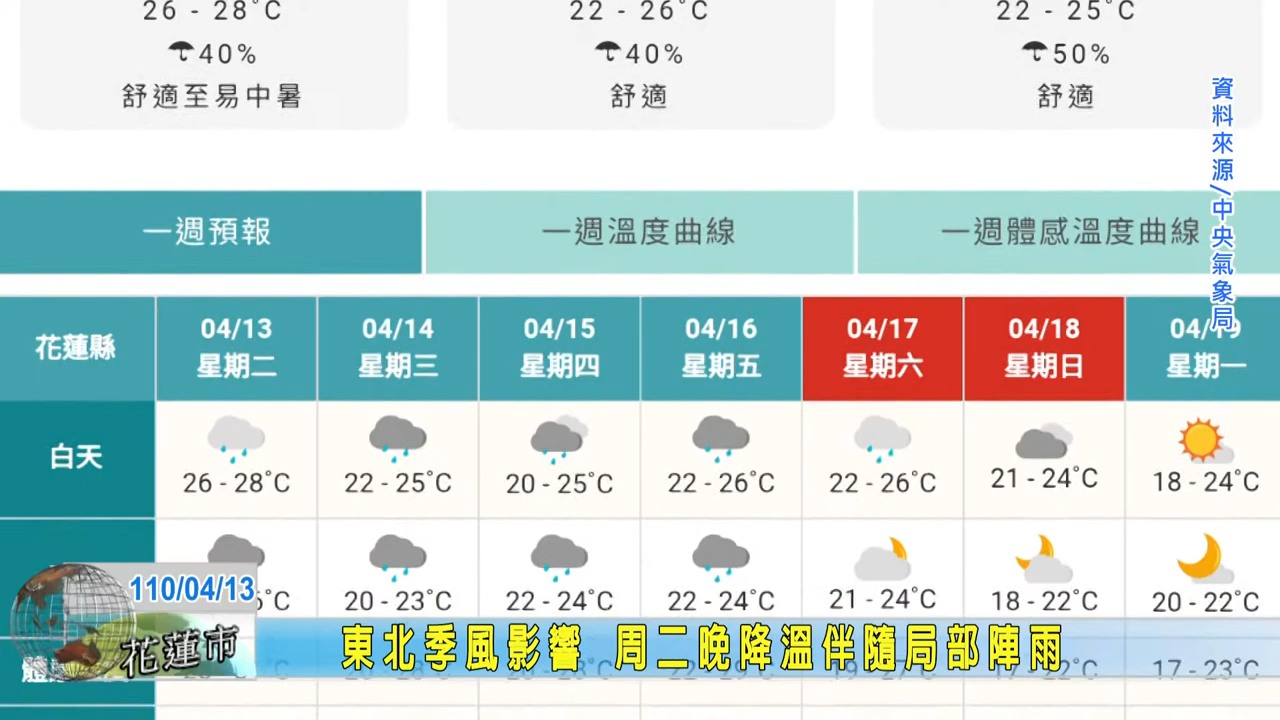 26 - 28°C
22 - 26°C
22 - 25°C
40%
40%
50%
舒適至易中暑
舒適
舒適
資料來源/中央氣象局
一週預報
一週溫度曲線
一週體感溫度曲線
花蓮縣
04/13 星期二
04/14 星期三
04/15 星期四
04/16 星期五
04/17 星期六
04/18 星期日
04/19 星期一
白天
26 - 28°C
22 - 25°C
20 - 25°C
22 - 26°C
22 - 26°C
21 - 24°C
18 - 24°C
20 - 23°C
22 - 24°C
22 - 24°C
21 - 24°C
18 - 22°C
20 - 22°C
110/04/13
花蓮市
東北季風影響 周二晚降溫伴隨局部陣雨
17 - 23°C